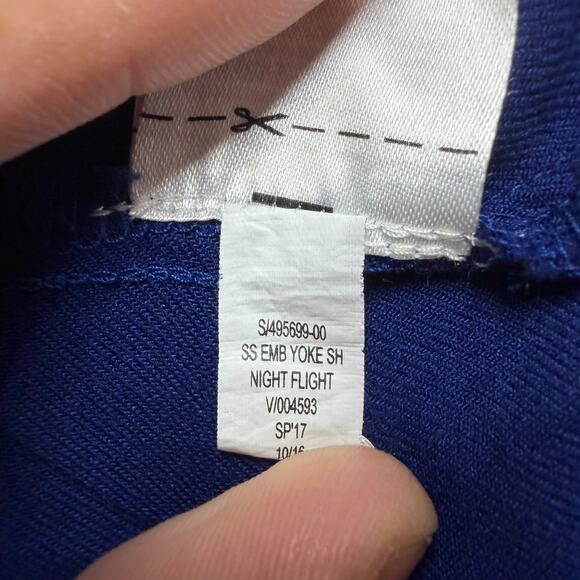 S/495699-00
SS EMB YOKE SH
NIGHT FLIGHT
V/004593
SP'17
10/16